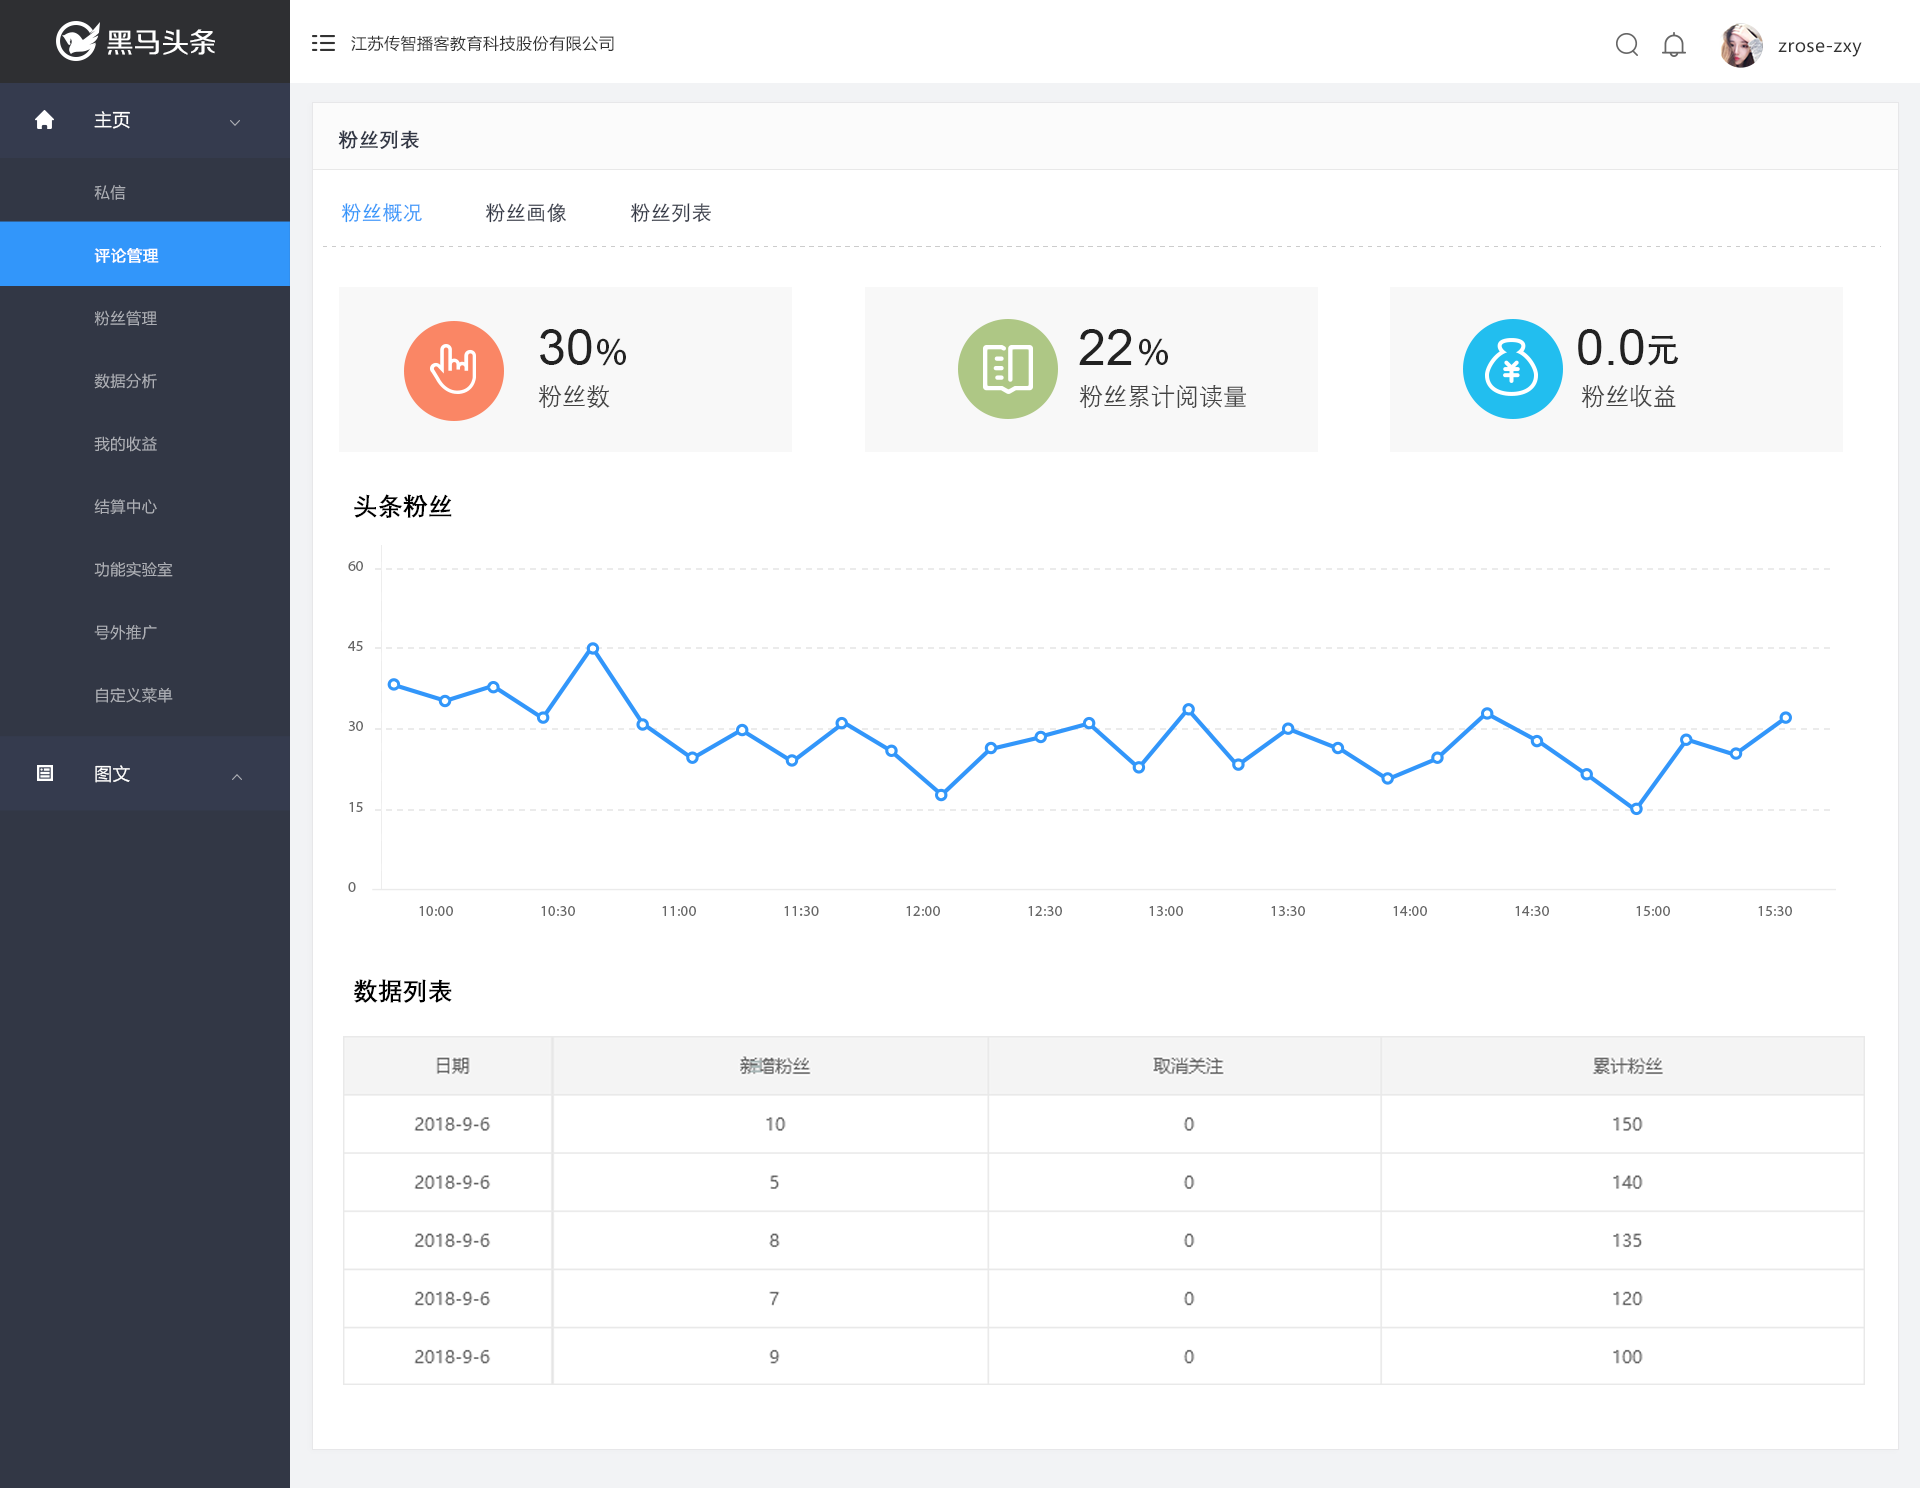 黑马头条
江苏传智播客教育科技股份有限公司
zrose-zxy
主页
私信
评论管理
粉丝管理
数据分析
我的收益
结算中心
功能实验室
号外推广
自定义菜单
图文
粉丝列表
粉丝概况 粉丝画像 粉丝列表
30%
粉丝数
22%
粉丝累计阅读量
0.0元
粉丝收益
¥
头条粉丝
60
45
30
15
0
10:00 10:30 11:00 11:30 12:00 12:30 13:00 13:30 14:00 14:30 15:00 15:30
数据列表
日期 新增粉丝 取消关注 累计粉丝
2018-9-6 10 0 150
2018-9-6 5 0 140
2018-9-6 8 0 135
2018-9-6 7 0 120
2018-9-6 9 0 100